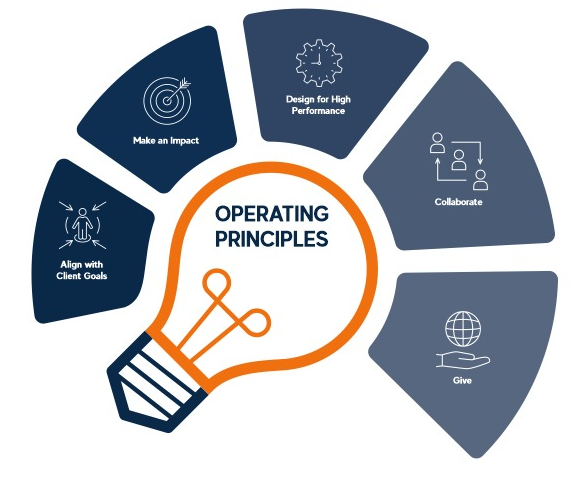 OPERATING
PRINCIPLES
Align with
Client Goals
Make an Impact
Design for High
Performance
Collaborate
Give